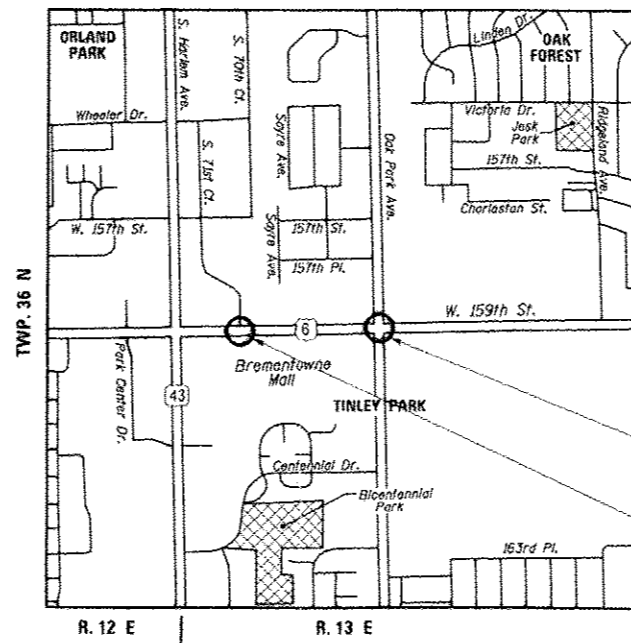 ORLAND
PARK
S. Harlem Ave.
S. 70th Ct.
Linden Dr.
OAK
FOREST
Wheeler Dr.
S. 71st Ct.
Sayre Ave.
Oak Park Ave.
Victoria Dr.
Jesk
Park
Ridgeland Ave.
157th St.
Charlestan St.
W. 157th St.
Sayre Ave.
157th St.
157th Pl.
TWP. 36 N
W. 159th St.
6
Park Center Dr.
43
Brementowne
Mall
TINLEY PARK
Centennial Dr.
Bicentennial
Park
163rd Pl.
R. 12 E
R. 13 E